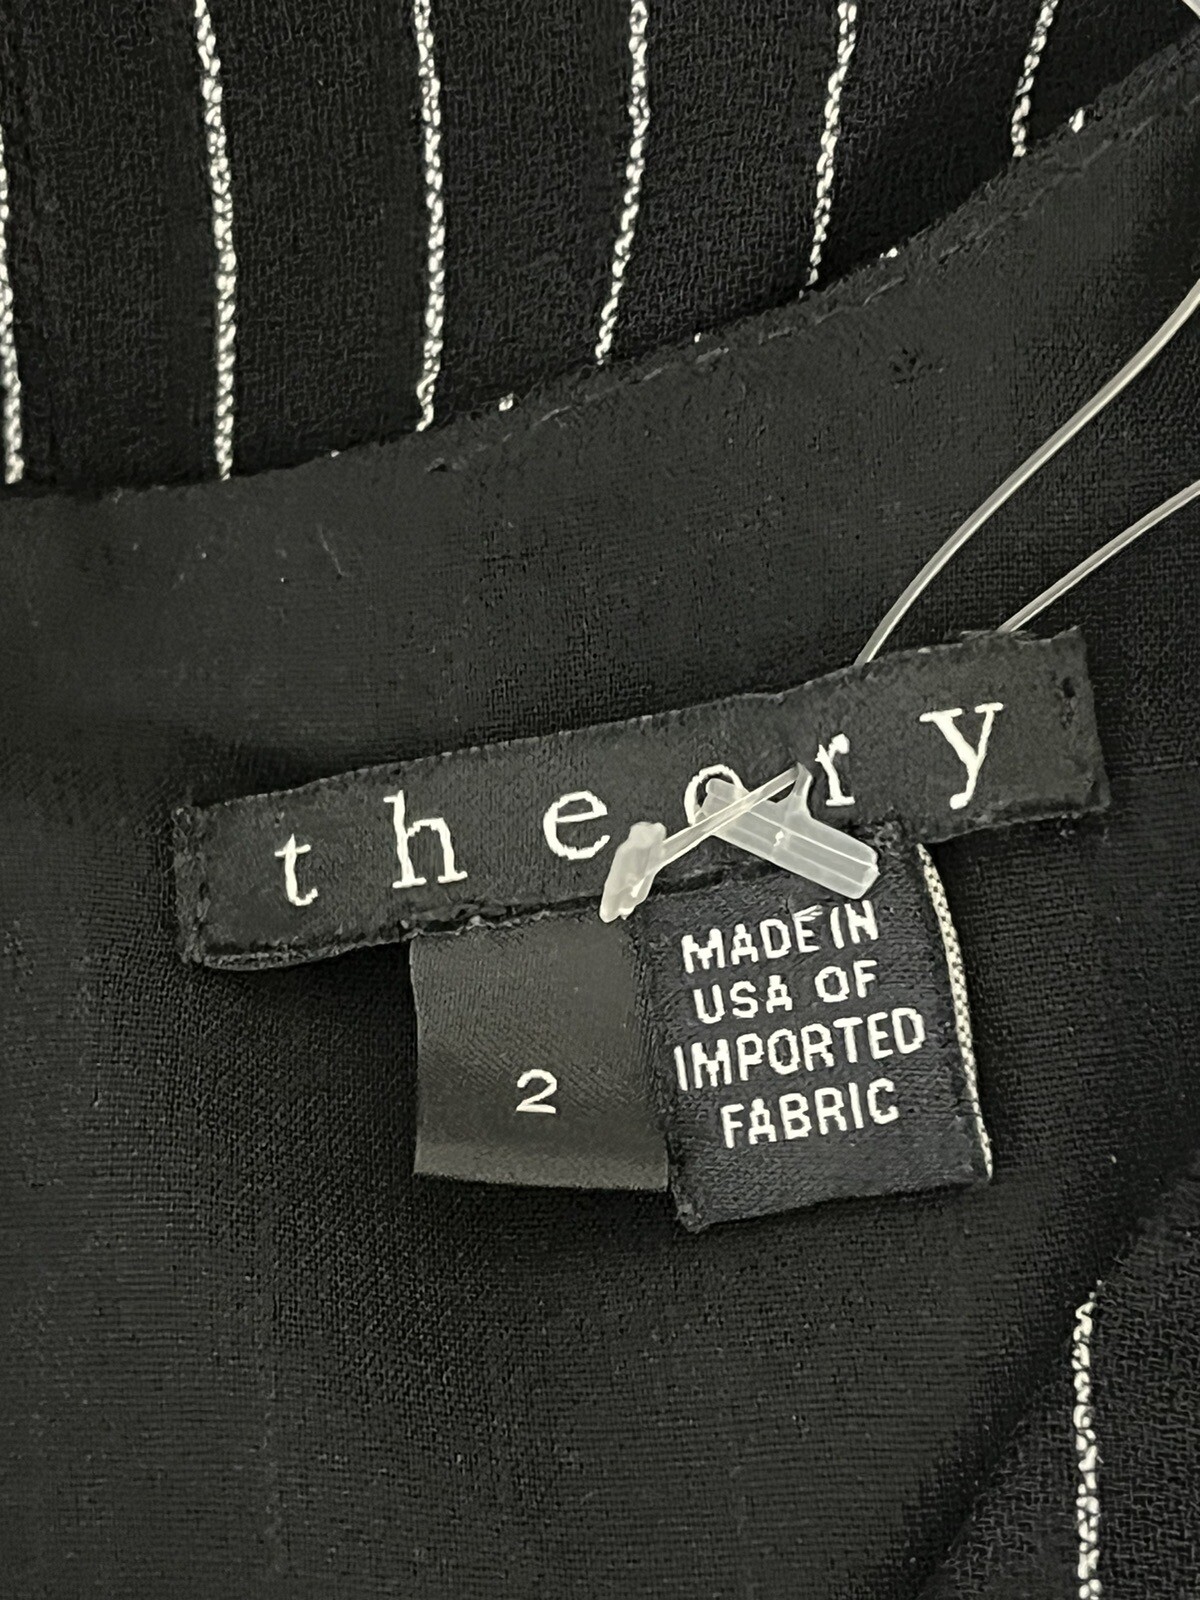 theory
2
MADE IN
USA OF
IMPORTED
FABRIC